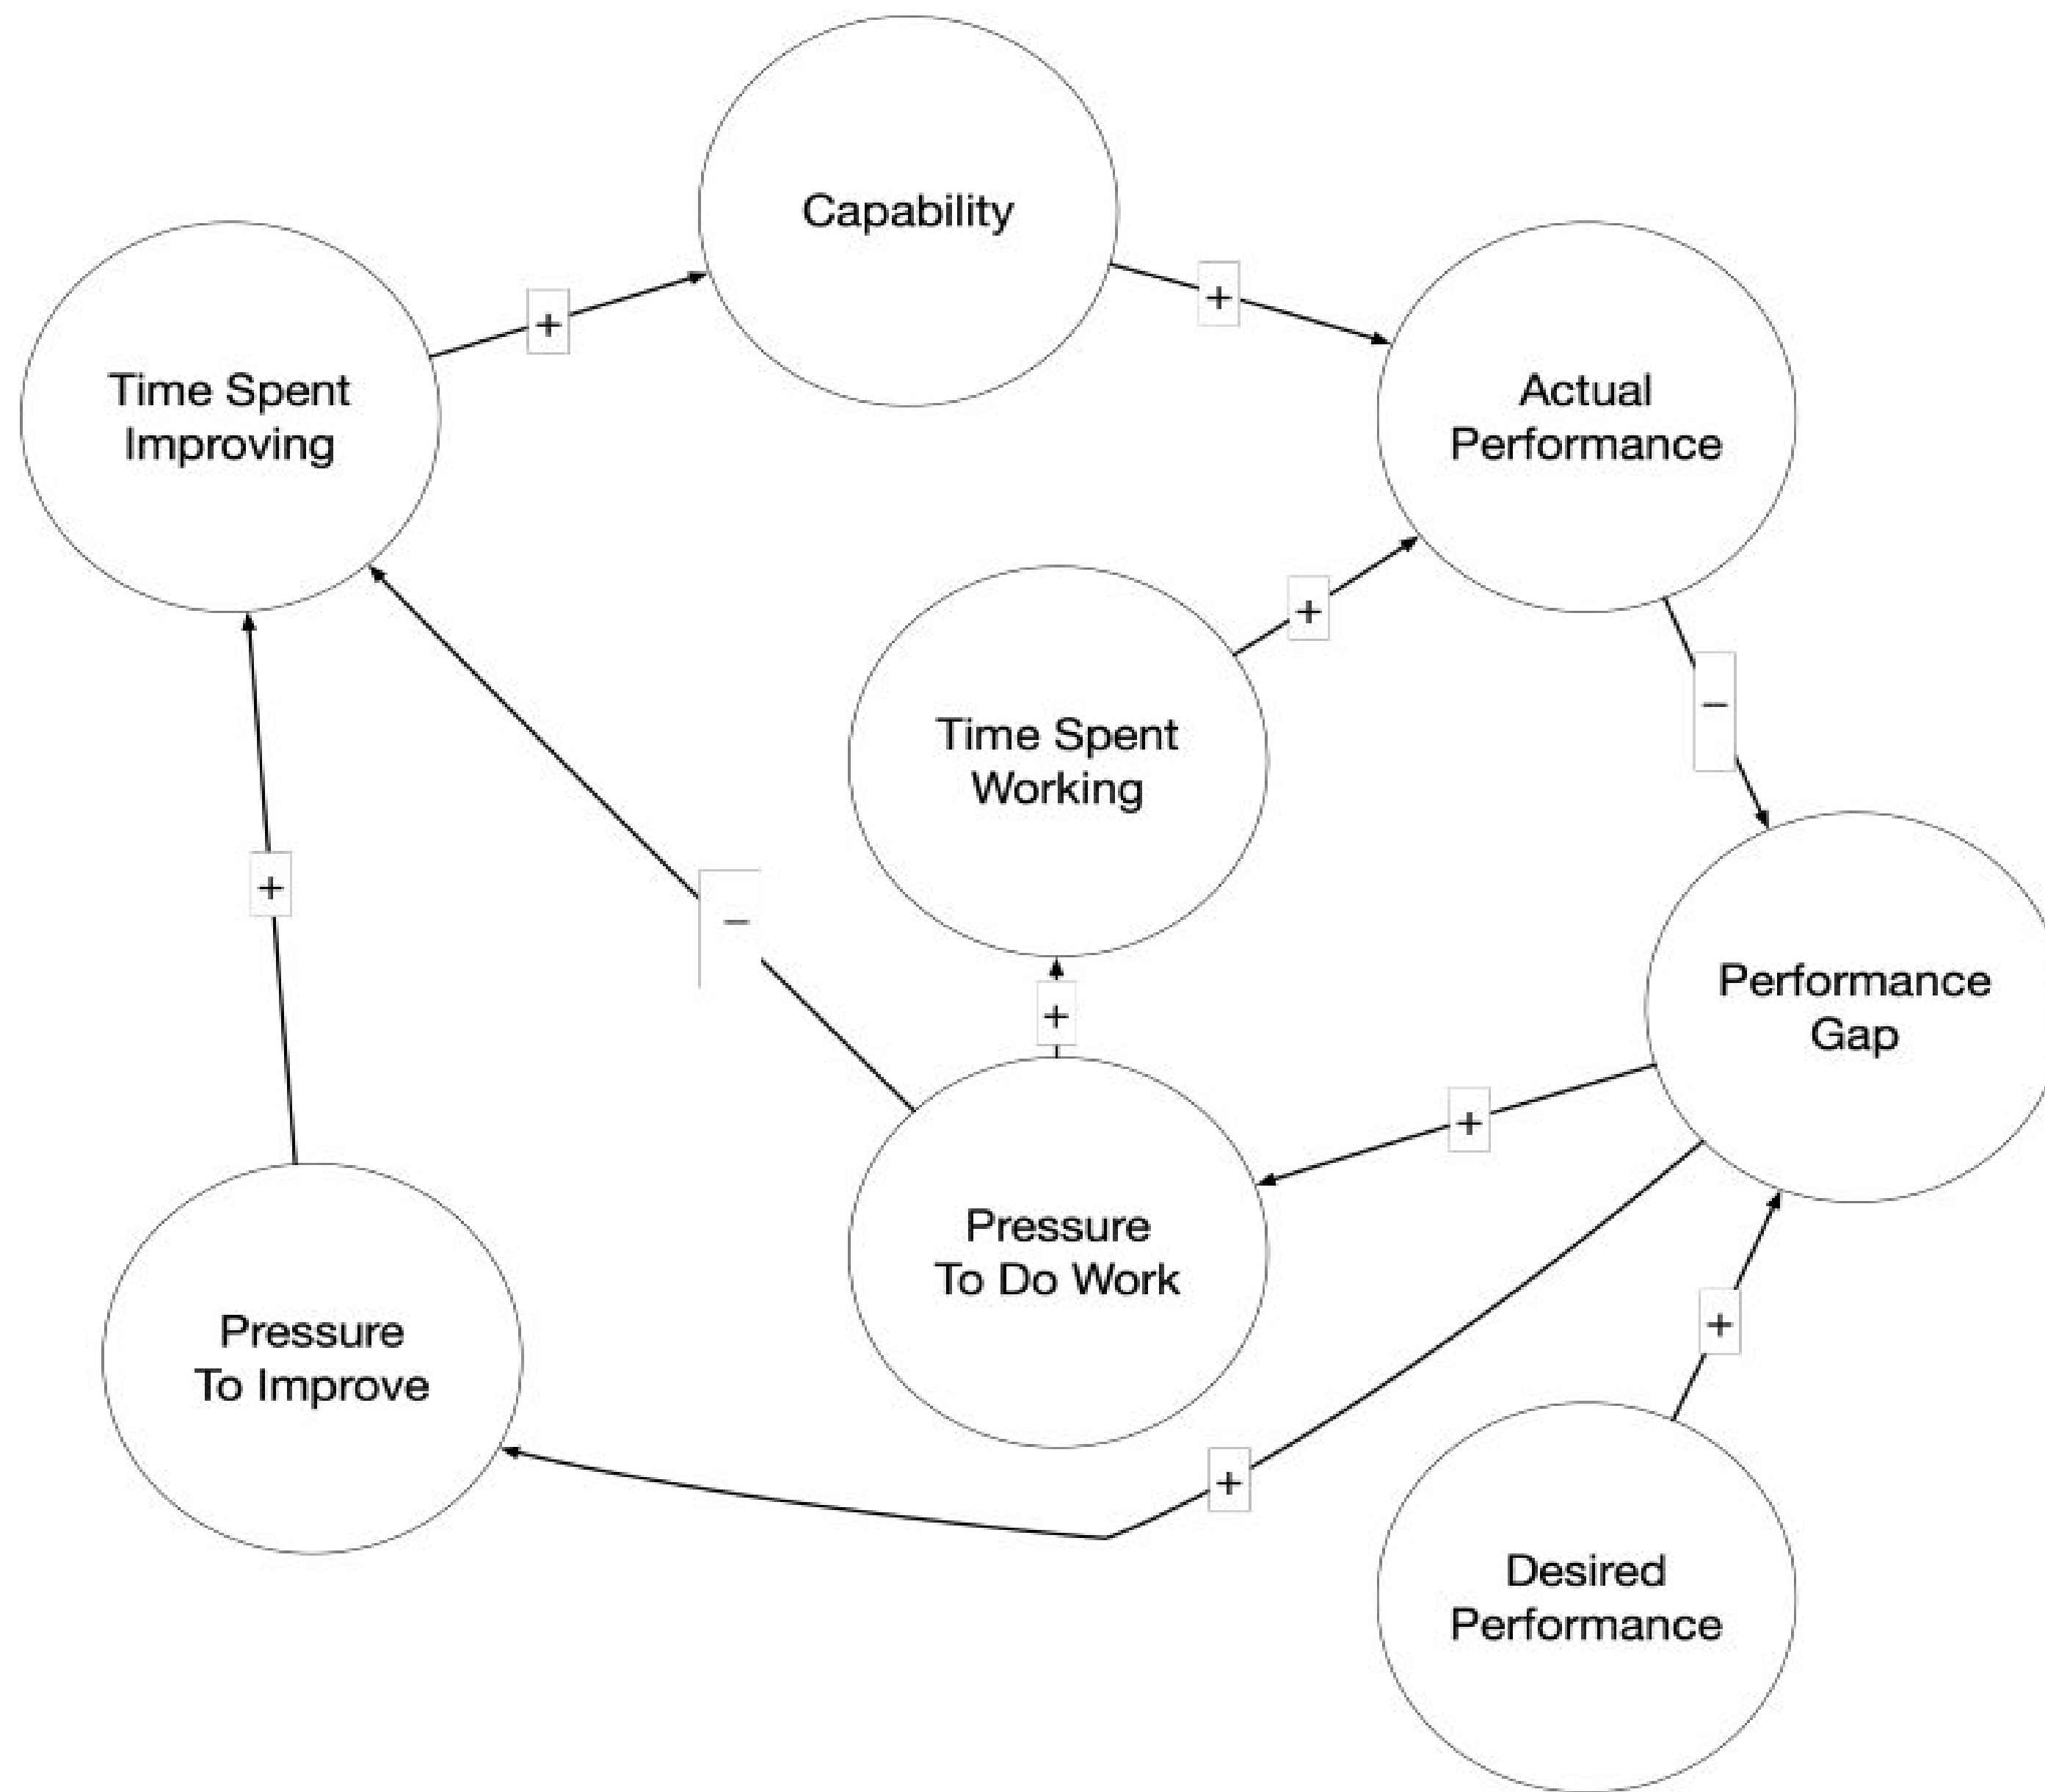 Capability
+
+
Time Spent
Improving
Actual
Performance
+
Time Spent
Working
−
+
−
Performance
Gap
+
+
Pressure
To Do Work
Pressure
To Improve
+
+
Desired
Performance